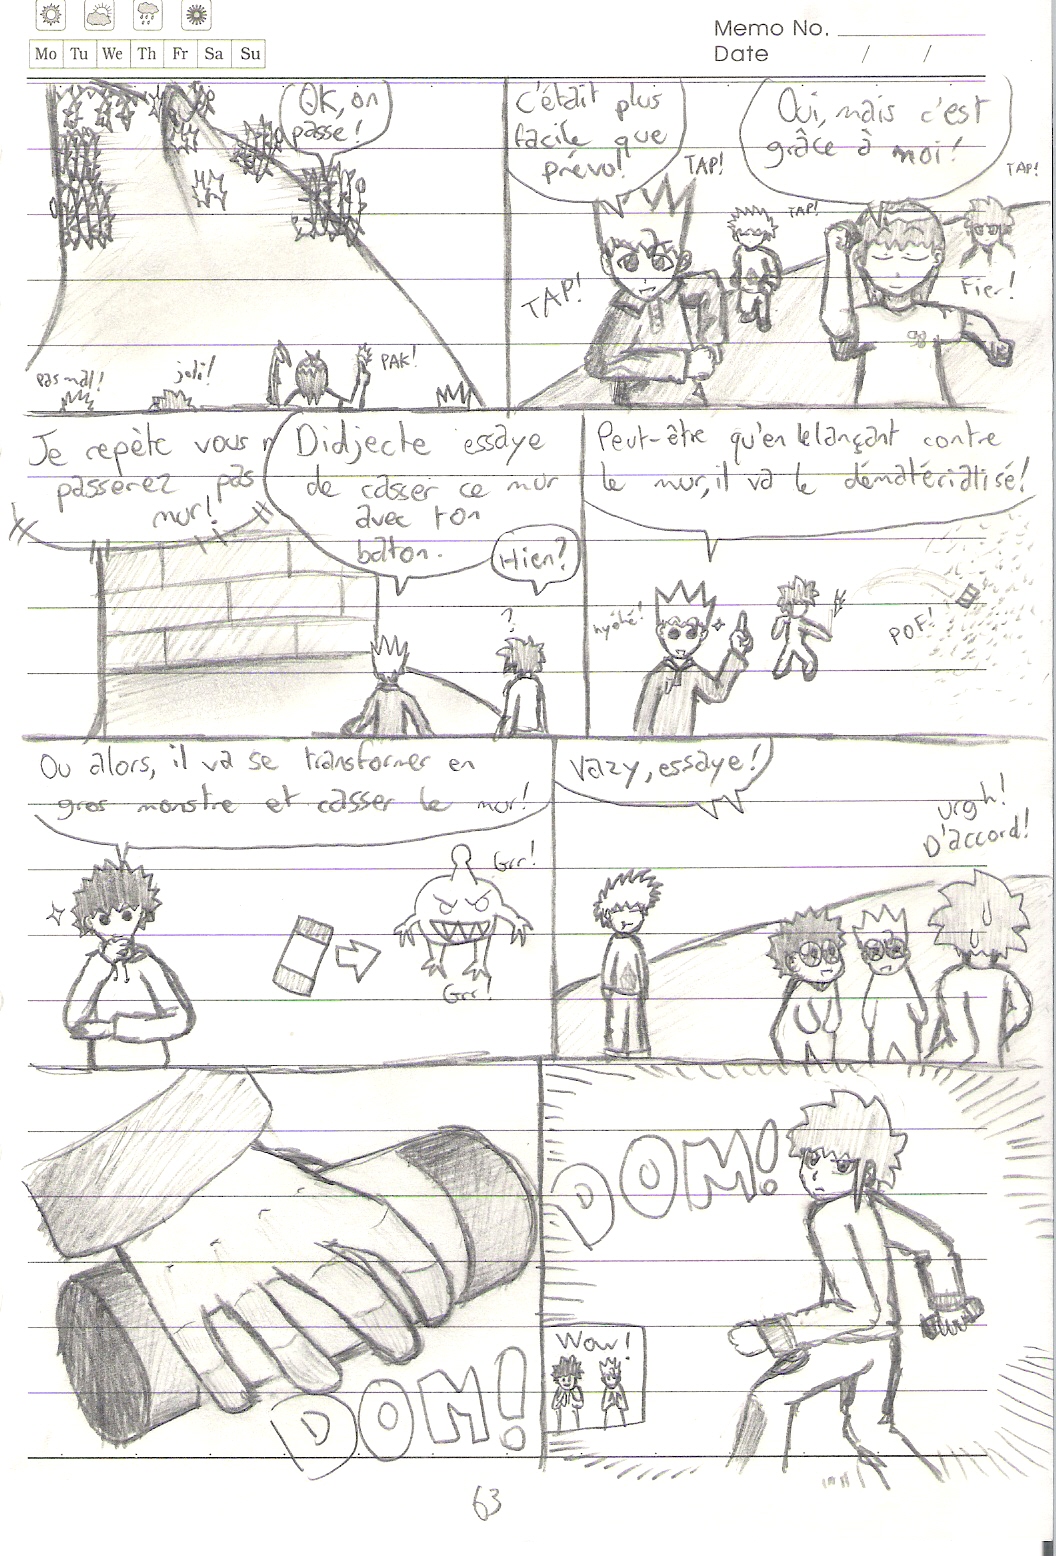 Memo No.
Mo Tu We Th Fr Sa Su
Date / /
OK, on
passe!
pas mal!
joli!
PAK!
C'était plus
facile que
prévu!
TAP!
Oui, mais c'est
grâce à moi!
TAP!
TAP!
TAP!
Fier!
Je repète vous n
passerez pas
mur!
Didjecte essaye
de casser ce mur
avec ton
bâton.
Hien?
?
Peut-être qu'en le lançant contre
le mur, il va le dématérialisé!
hyéhé!
POF!
Ou alors, il va se transformer en
gros monstre et casser le mur!
Grr!
Grr!
Vazy, essaye!
urgh!
D'accord!
DOM!
DOM!
Wow!
63